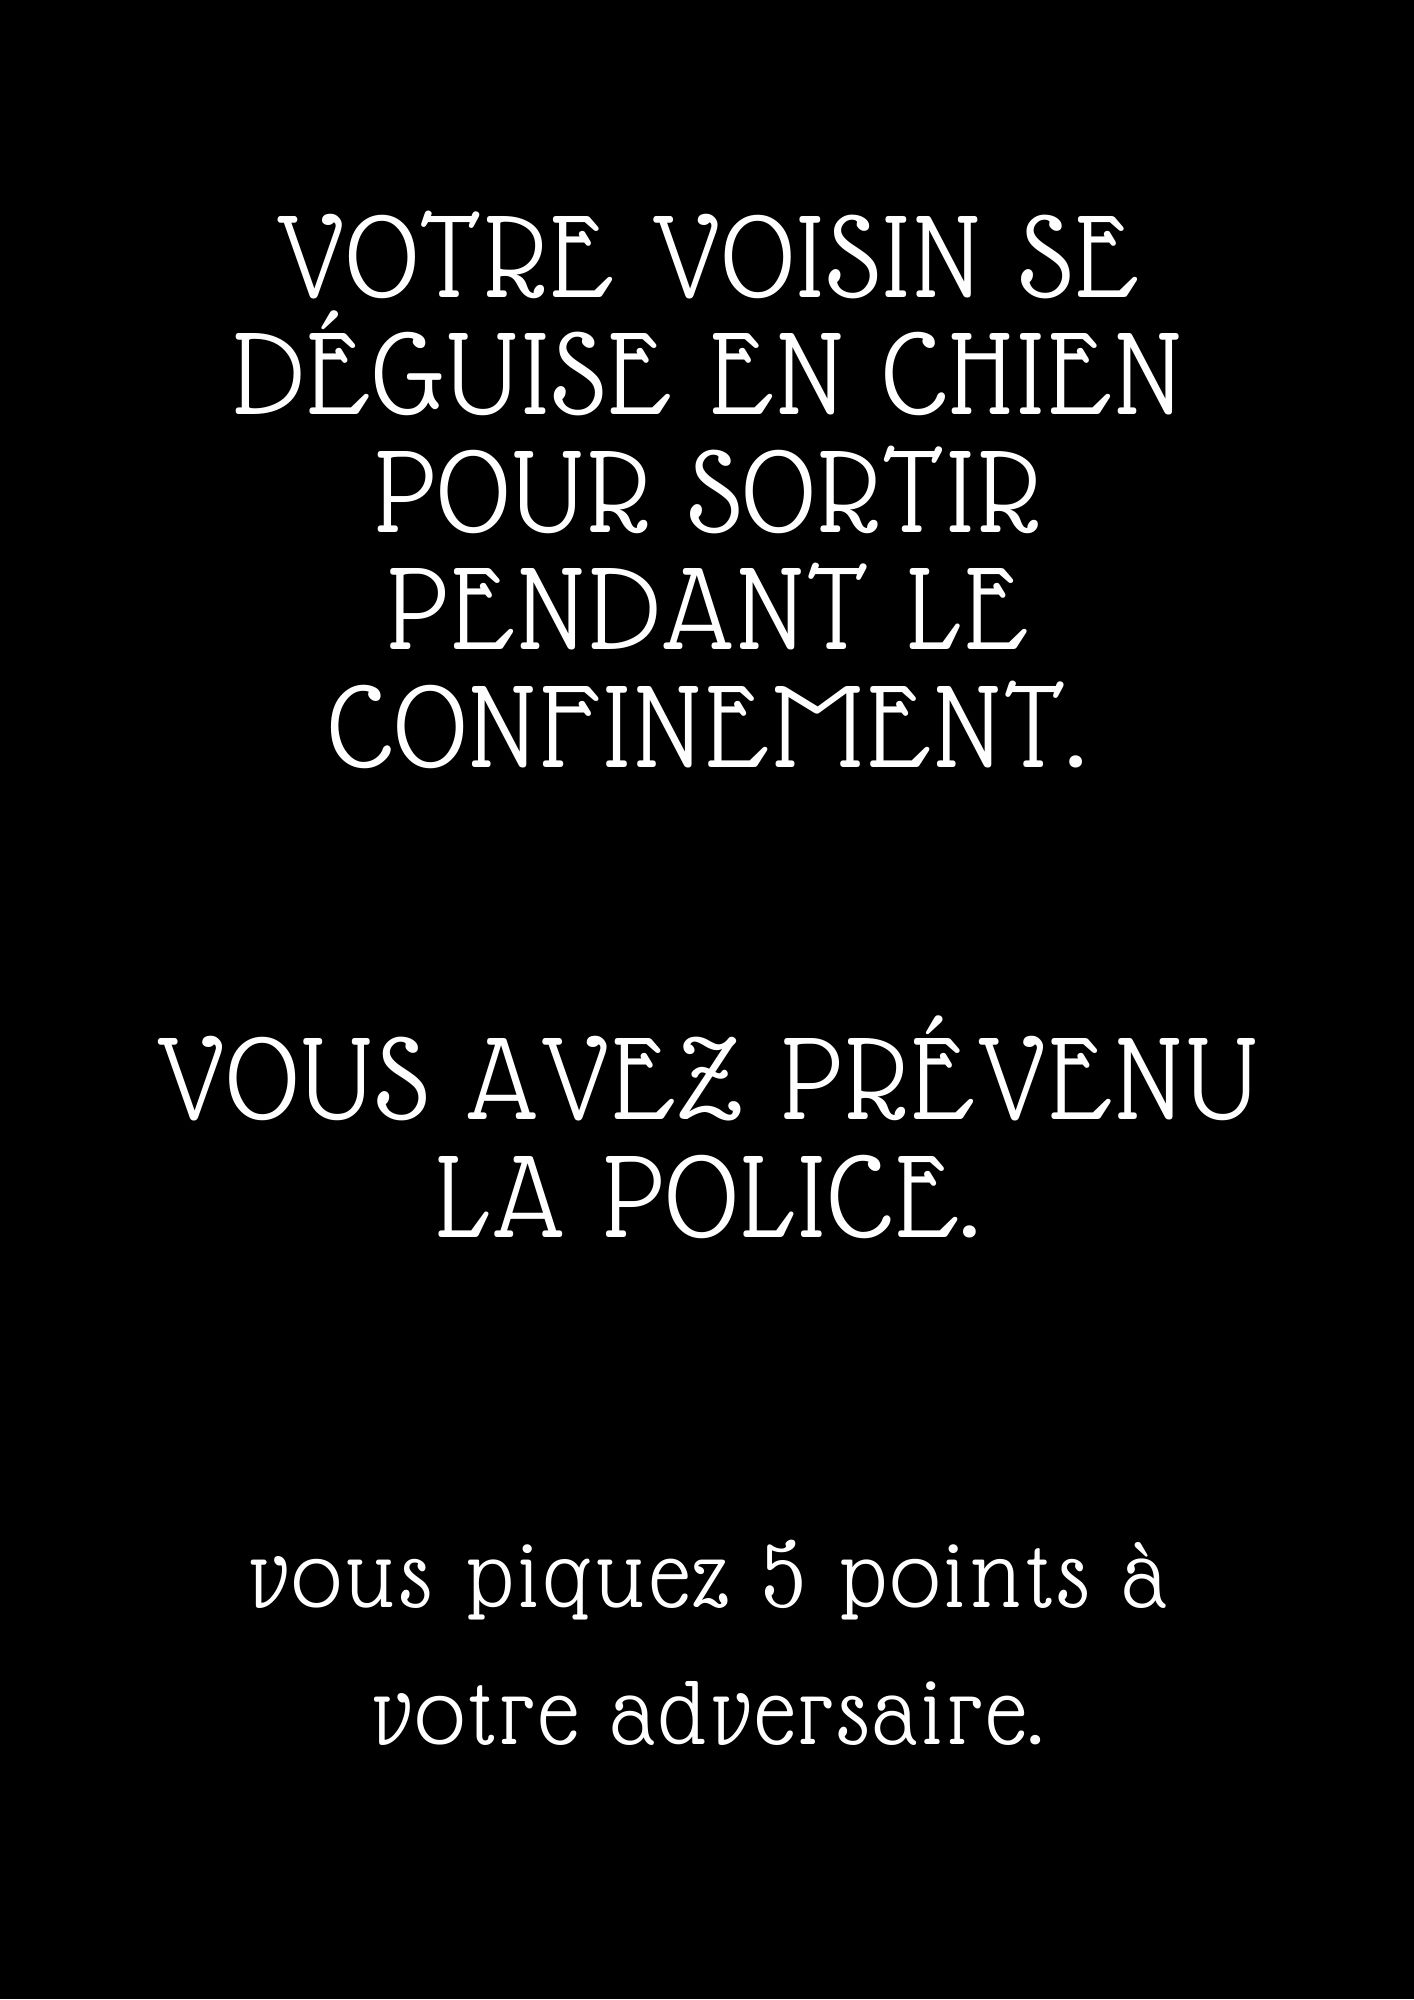 VOTRE VOISIN SE
DÉGUISE EN CHIEN
POUR SORTIR
PENDANT LE
CONFINEMENT.
VOUS AVEZ PRÉVENU
LA POLICE.
vous piquez 5 points à
votre adversaire.